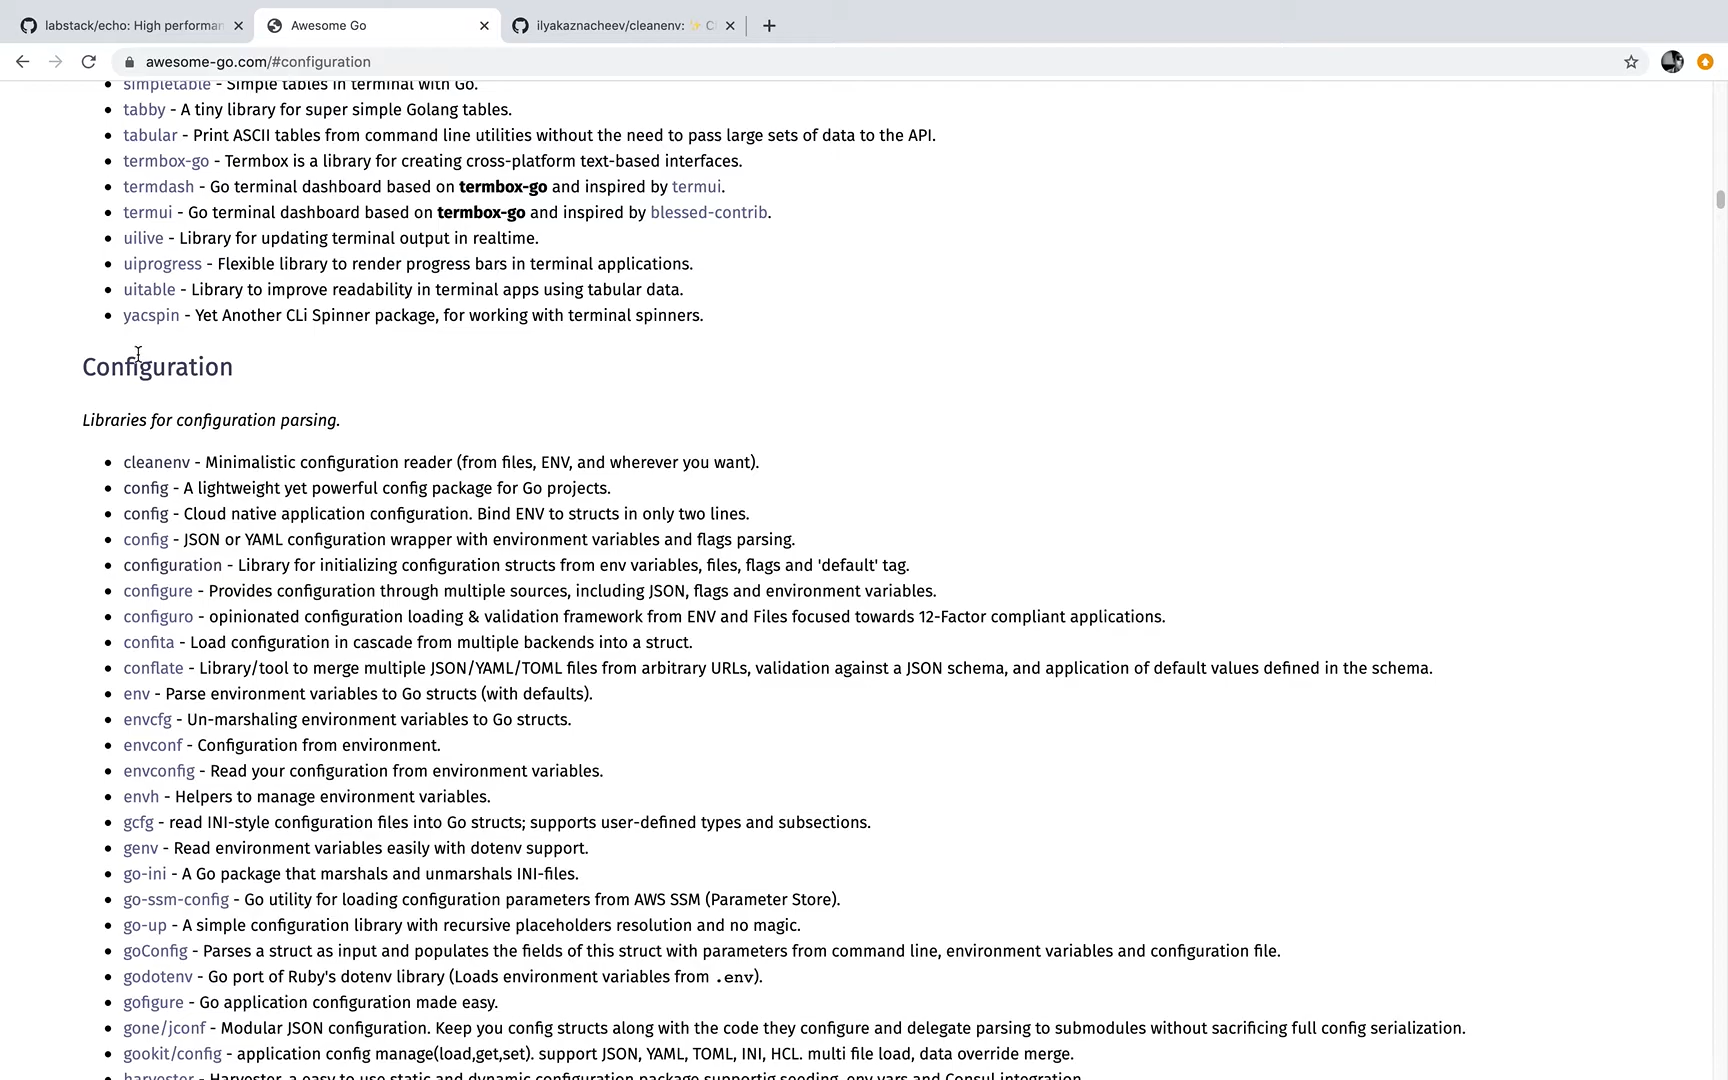 labstack/echo: High performan
Awesome Go
ilyakaznacheev/cleanenv: ✨ C
awesome-go.com/#configuration
simpletable - Simple tables in terminal with Go.
tabby - A tiny library for super simple Golang tables.
tabular - Print ASCII tables from command line utilities without the need to pass large sets of data to the API.
termbox-go - Termbox is a library for creating cross-platform text-based interfaces.
termdash - Go terminal dashboard based on termbox-go and inspired by termui.
termui - Go terminal dashboard based on termbox-go and inspired by blessed-contrib.
uilive - Library for updating terminal output in realtime.
uiprogress - Flexible library to render progress bars in terminal applications.
uitable - Library to improve readability in terminal apps using tabular data.
yacspin - Yet Another CLi Spinner package, for working with terminal spinners.
Configuration
Libraries for configuration parsing.
cleanenv - Minimalistic configuration reader (from files, ENV, and wherever you want).
config - A lightweight yet powerful config package for Go projects.
config - Cloud native application configuration. Bind ENV to structs in only two lines.
config - JSON or YAML configuration wrapper with environment variables and flags parsing.
configuration - Library for initializing configuration structs from env variables, files, flags and 'default' tag.
configure - Provides configuration through multiple sources, including JSON, flags and environment variables.
configuro - opinionated configuration loading & validation framework from ENV and Files focused towards 12-Factor compliant applications.
confita - Load configuration in cascade from multiple backends into a struct.
conflate - Library/tool to merge multiple JSON/YAML/TOML files from arbitrary URLs, validation against a JSON schema, and application of default values defined in the schema.
env - Parse environment variables to Go structs (with defaults).
envcfg - Un-marshaling environment variables to Go structs.
envconf - Configuration from environment.
envconfig - Read your configuration from environment variables.
envh - Helpers to manage environment variables.
gcfg - read INI-style configuration files into Go structs; supports user-defined types and subsections.
genv - Read environment variables easily with dotenv support.
go-ini - A Go package that marshals and unmarshals INI-files.
go-ssm-config - Go utility for loading configuration parameters from AWS SSM (Parameter Store).
go-up - A simple configuration library with recursive placeholders resolution and no magic.
goConfig - Parses a struct as input and populates the fields of this struct with parameters from command line, environment variables and configuration file.
godotenv - Go port of Ruby's dotenv library (Loads environment variables from .env).
gofigure - Go application configuration made easy.
gone/jconf - Modular JSON configuration. Keep you config structs along with the code they configure and delegate parsing to submodules without sacrificing full config serialization.
gookit/config - application config manage(load,get,set). support JSON, YAML, TOML, INI, HCL. multi file load, data override merge.
harvester - Harvester, a easy to use static and dynamic configuration package supportig seeding, env vars and Consul integration.